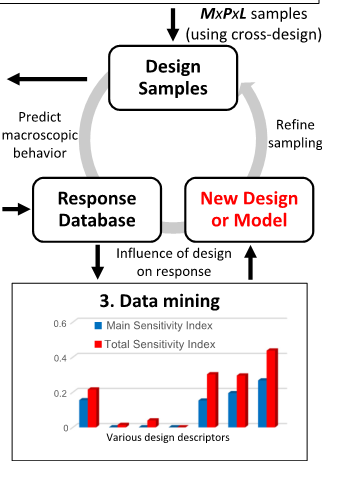 MxPxL samples
(using cross-design)
Design
Samples
Predict
macroscopic
behavior
Refine
sampling
Response
Database
New Design
or Model
Influence of design
on response
3. Data mining
0.6
Main Sensitivity Index
Total Sensitivity Index
0.4
0.2
0
Various design descriptors